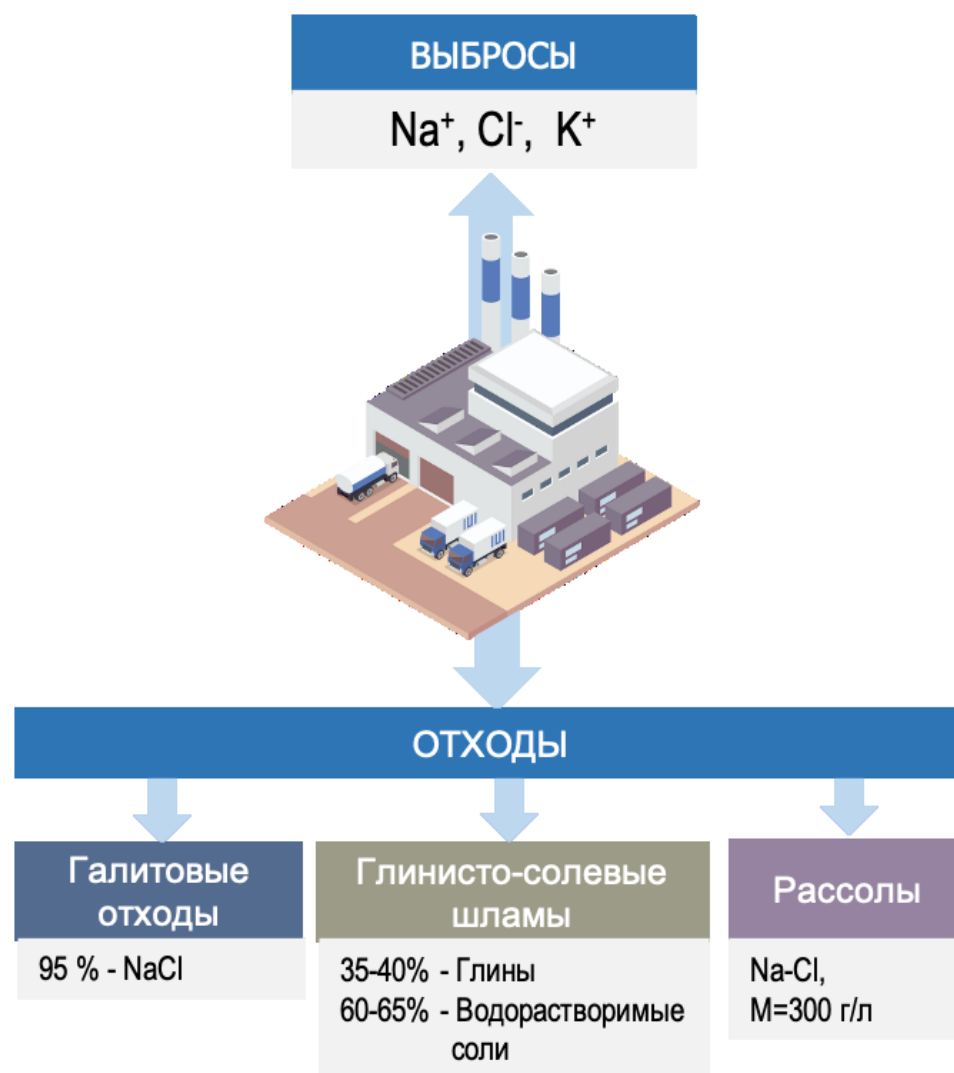 ВЫБРОСЫ
Na⁺, Cl⁻, K⁺
ОТХОДЫ
Галитовые
отходы
95 % - NaCl
Глинисто-солевые
шламы
35-40% - Глины
60-65% - Водорастворимые
соли
Рассолы
Na-Cl,
М=300 г/л